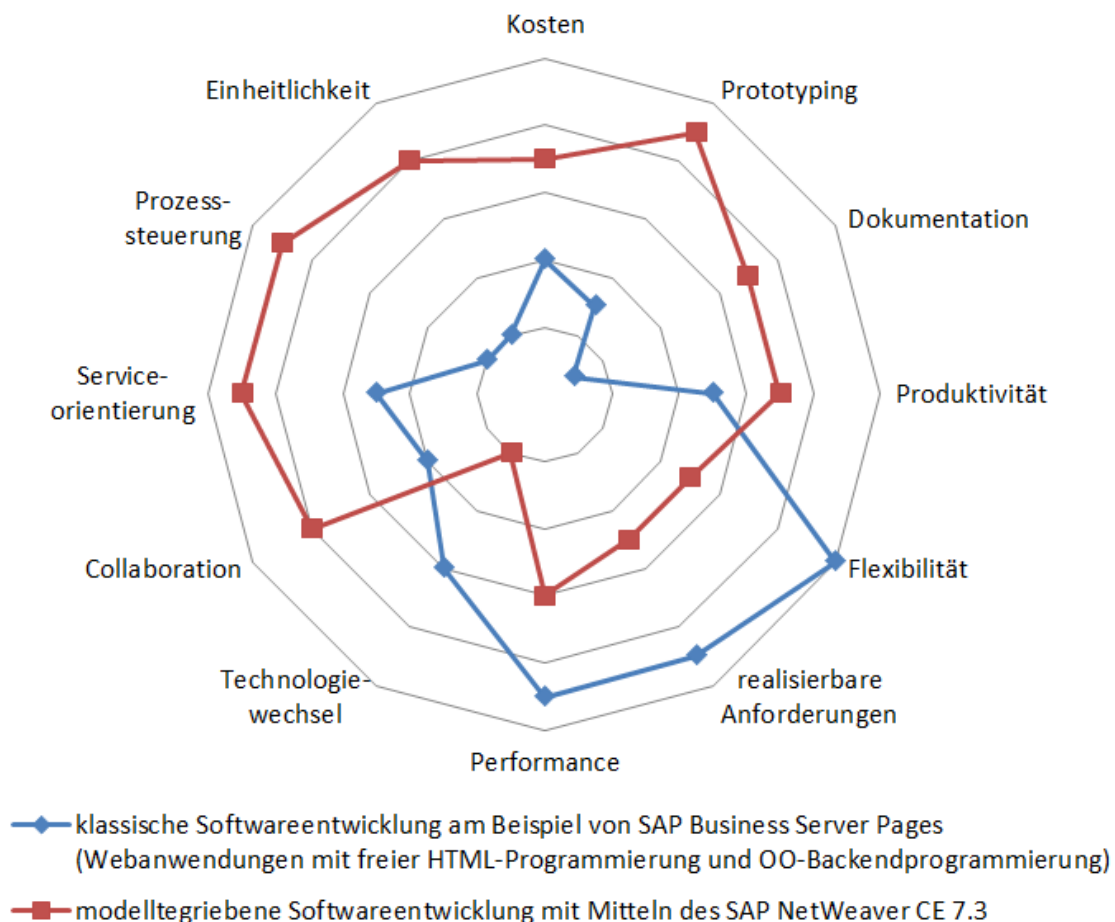 Kosten
Einheitlichkeit
Prototyping
Prozess-
steuerung
Dokumentation
Service-
orientierung
Produktivität
Collaboration
Flexibilität
Technologie-
wechsel
realisierbare
Anforderungen
Performance
klassische Softwareentwicklung am Beispiel von SAP Business Server Pages
(Webanwendungen mit freier HTML-Programmierung und OO-Backendprogrammierung)
modelltegriebene Softwareentwicklung mit Mitteln des SAP NetWeaver CE 7.3